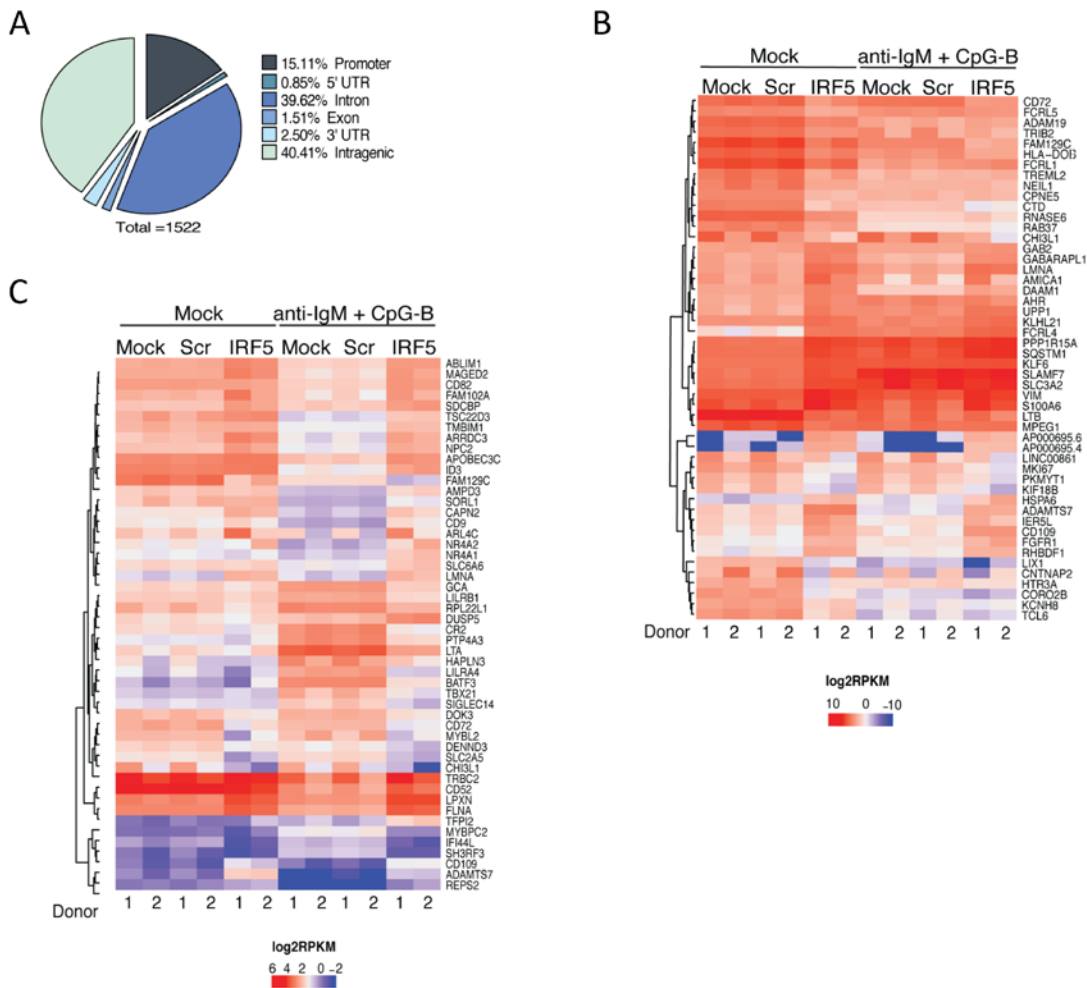 A
15.11% Promoter
0.85% 5' UTR
39.62% Intron
1.51% Exon
2.50% 3' UTR
40.41% Intragenic
Total =1522
B
Mock anti-IgM + CpG-B
Mock Scr IRF5 Mock Scr IRF5
CD72
FCRL5
ADAM19
TRIB2
FAM129C
HLA-DOB
FCRL1
TREML2
NEIL1
CPNE5
CTD
RNASE6
RAB37
CHI3L1
GAB2
GABARAPL1
LMNA
AMICA1
DAAM1
AHR
UPP1
KLHL21
FCRL4
PPP1R15A
SQSTM1
KLF6
SLAMF7
SLC3A2
VIM
S100A6
LTB
MPEG1
AP000695.6
AP000695.4
LINC00861
MKI67
PKMYT1
KIF18B
HSPA6
ADAMTS7
IER5L
CD109
FGFR1
RHBDF1
LIX1
CNTNAP2
HTR3A
CORO2B
KCNH8
TCL6
Donor 1 2 1 2 1 2 1 2 1 2 1 2
log2RPKM
10 0 -10
C
Mock anti-IgM + CpG-B
Mock Scr IRF5 Mock Scr IRF5
ABLIM1
MAGED2
CD82
FAM102A
SDCBP
TSC22D3
TMBIM1
ARRDC3
NPC2
APOBEC3C
ID3
FAM129C
AMPD3
SORL1
CAPN2
CD9
ARL4C
NR4A2
NR4A1
SLC6A6
LMNA
GCA
LILRB1
RPL22L1
DUSP5
CR2
PTP4A3
LTA
HAPLN3
LILRA4
BATF3
TBX21
SIGLEC14
DOK3
CD72
MYBL2
DENND3
SLC2A5
CHI3L1
TRBC2
CD52
LPXN
FLNA
TFPI2
MYBPC2
IFI44L
SH3RF3
CD109
ADAMTS7
REPS2
Donor 1 2 1 2 1 2 1 2 1 2 1 2
log2RPKM
6 4 2 0 -2